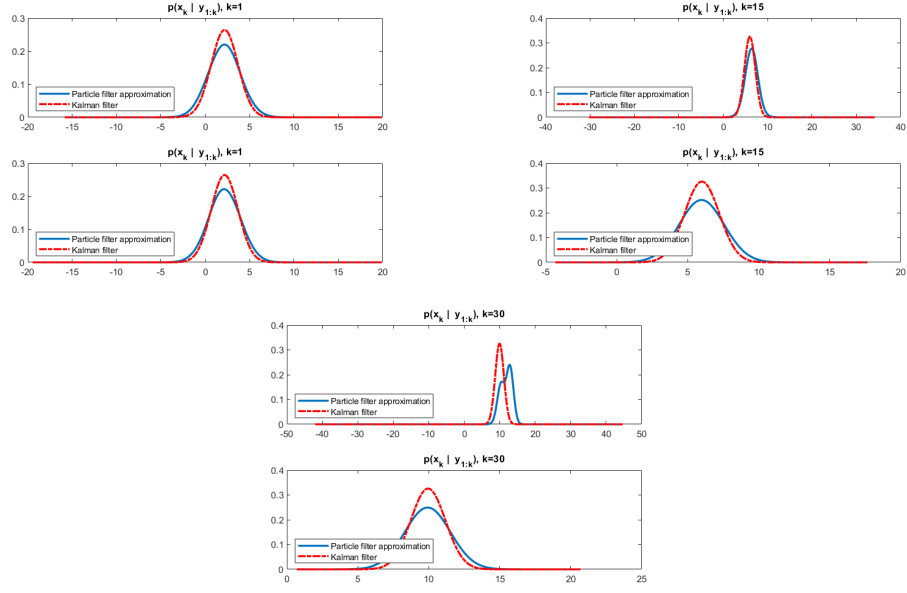 p(x_k | y_1:k), k=1
0.3
0.2
0.1
0
Particle filter approximation
Kalman filter
-20 -15 -10 -5 0 5 10 15 20
p(x_k | y_1:k), k=15
0.4
0.3
0.2
0.1
0
Particle filter approximation
Kalman filter
-40 -30 -20 -10 0 10 20 30 40
p(x_k | y_1:k), k=1
0.3
0.2
0.1
0
Particle filter approximation
Kalman filter
-20 -15 -10 -5 0 5 10 15 20
p(x_k | y_1:k), k=15
0.4
0.3
0.2
0.1
0
Particle filter approximation
Kalman filter
-5 0 5 10 15 20
p(x_k | y_1:k), k=30
0.4
0.3
0.2
0.1
0
Particle filter approximation
Kalman filter
-50 -40 -30 -20 -10 0 10 20 30 40 50
p(x_k | y_1:k), k=30
0.4
0.3
0.2
0.1
0
Particle filter approximation
Kalman filter
0 5 10 15 20 25